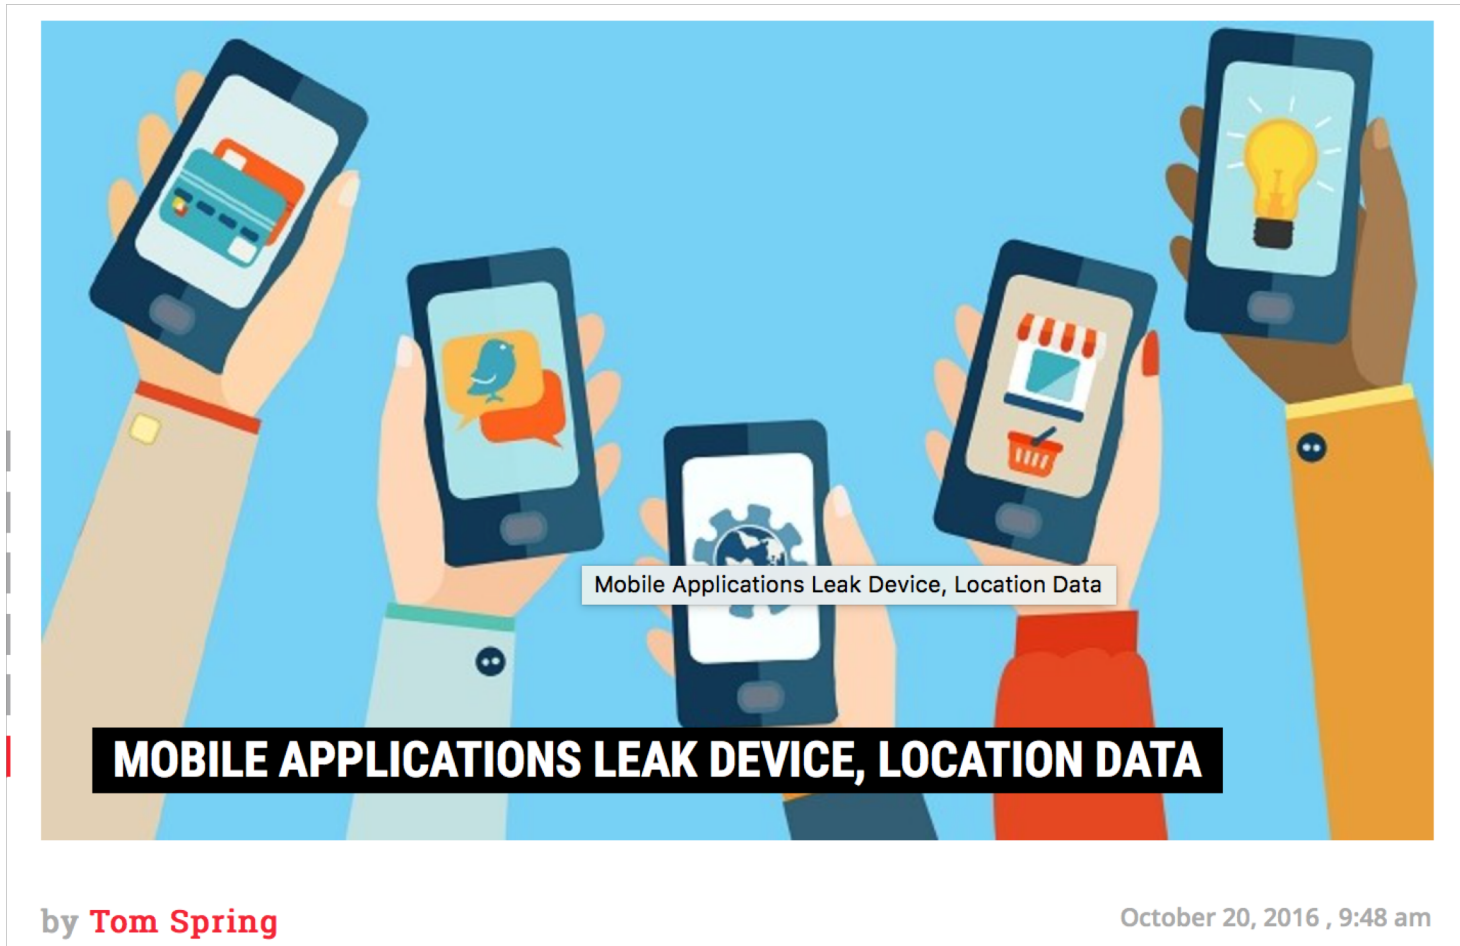 Mobile Applications Leak Device, Location Data
MOBILE APPLICATIONS LEAK DEVICE, LOCATION DATA
by Tom Spring
October 20, 2016 , 9:48 am